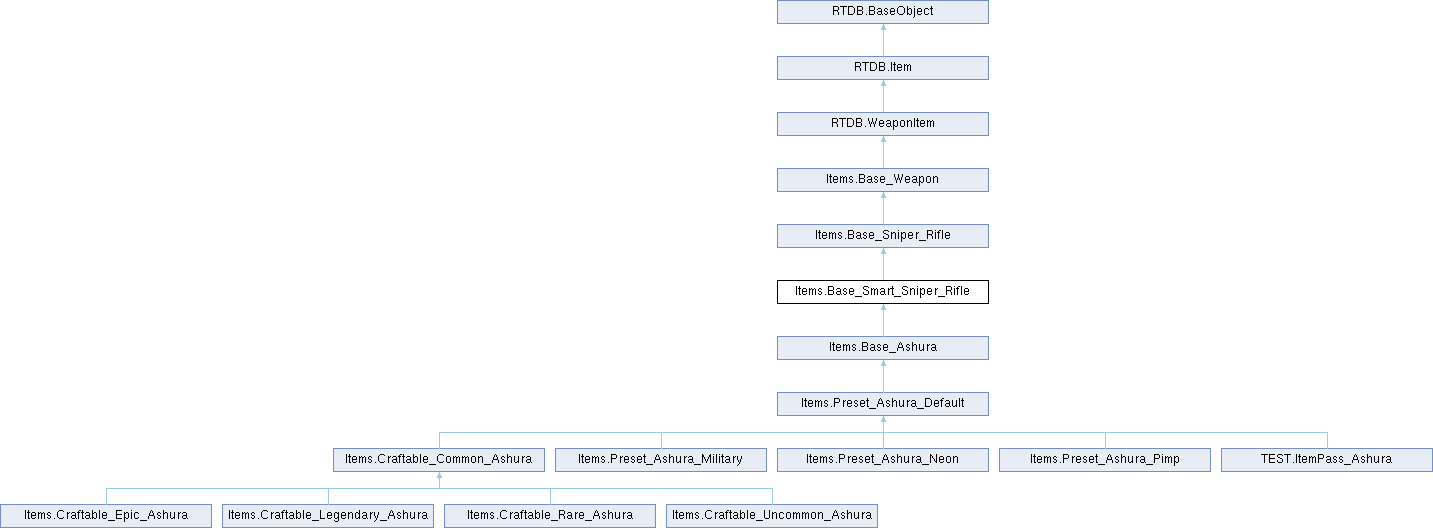 RTDB.BaseObject
RTDB.Item
RTDB.WeaponItem
Items.Base_Weapon
Items.Base_Sniper_Rifle
Items.Base_Smart_Sniper_Rifle
Items.Base_Ashura
Items.Preset_Ashura_Default
Items.Craftable_Common_Ashura
Items.Preset_Ashura_Military
Items.Preset_Ashura_Neon
Items.Preset_Ashura_Pimp
TEST.ItemPass_Ashura
Items.Craftable_Epic_Ashura
Items.Craftable_Legendary_Ashura
Items.Craftable_Rare_Ashura
Items.Craftable_Uncommon_Ashura